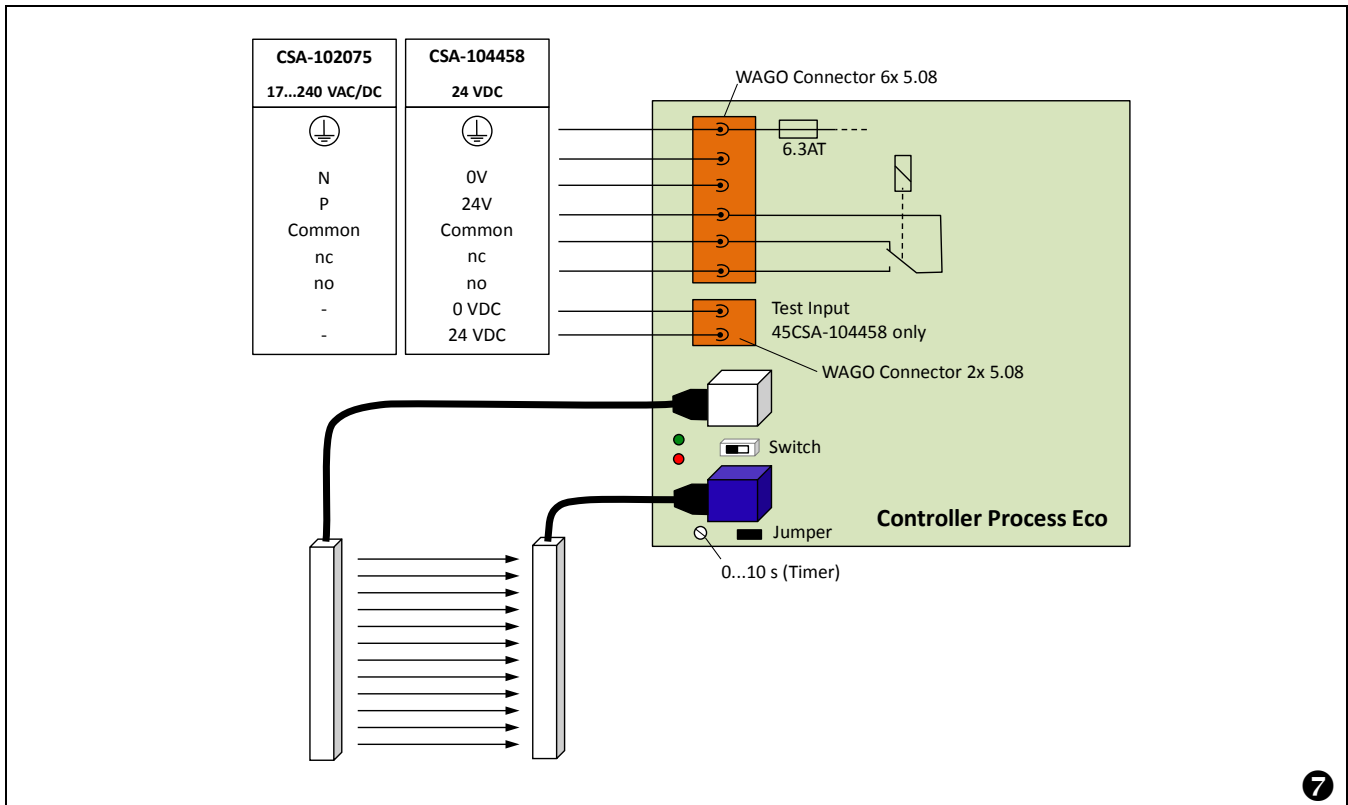 CSA-102075
17...240 VAC/DC
N
P
Common
nc
no
-
-
CSA-104458
24 VDC
0V
24V
Common
nc
no
0 VDC
24 VDC
WAGO Connector 6x 5.08
6.3AT
Test Input
45CSA-104458 only
WAGO Connector 2x 5.08
Switch
Controller Process Eco
Jumper
0...10 s (Timer)
7